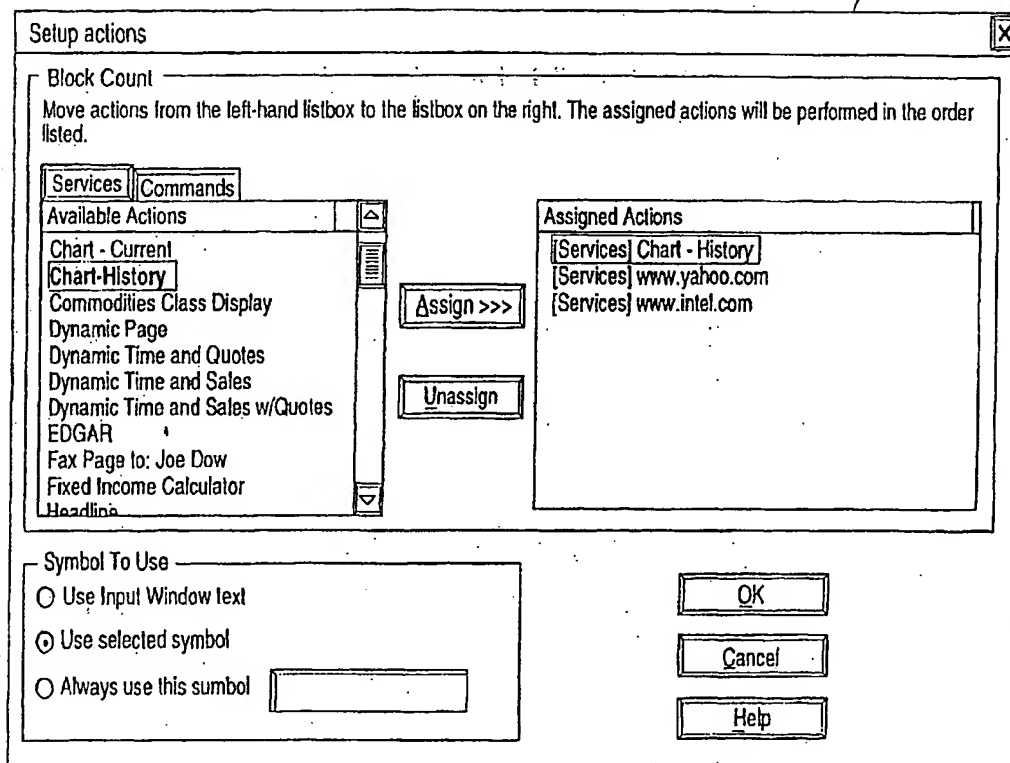 Setup actions
Block Count
Move actions from the left-hand listbox to the listbox on the right. The assigned actions will be performed in the order
listed.
Services Commands
Available Actions
Chart - Current
Chart-History
Commodities Class Display
Dynamic Page
Dynamic Time and Quotes
Dynamic Time and Sales
Dynamic Time and Sales w/Quotes
EDGAR
Fax Page to: Joe Dow
Fixed Income Calculator
Headline
Assign >>>
Unassign
Assigned Actions
[Services] Chart - History
[Services] www.yahoo.com
[Services] www.intel.com
Symbol To Use
Use Input Window text
Use selected symbol
Always use this sumbol
OK
Cancel
Help